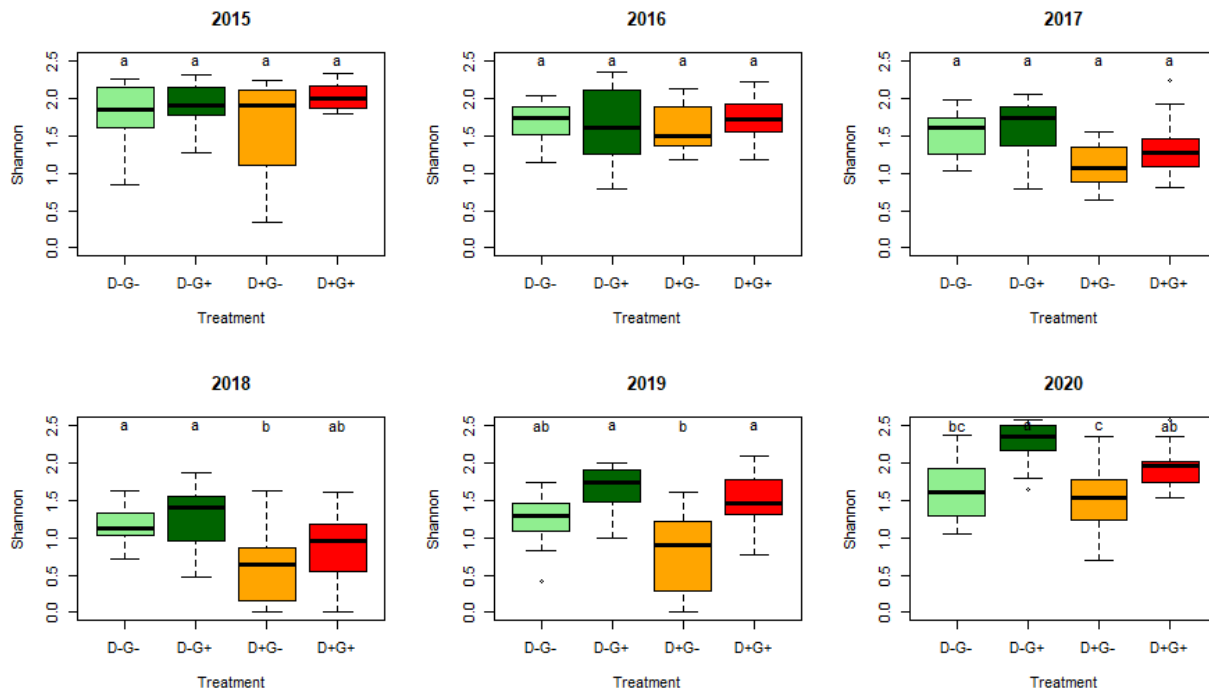 2015
2016
2017
a a a a
a a a a
a a a a
Shannon
0.0 0.5 1.0 1.5 2.0 2.5
Shannon
0.0 0.5 1.0 1.5 2.0 2.5
Shannon
0.0 0.5 1.0 1.5 2.0 2.5
D-G- D-G+ D+G- D+G+
D-G- D-G+ D+G- D+G+
D-G- D-G+ D+G- D+G+
Treatment
Treatment
Treatment
2018
2019
2020
a a b ab
ab a b a
bc a c ab
Shannon
0.0 0.5 1.0 1.5 2.0 2.5
Shannon
0.0 0.5 1.0 1.5 2.0 2.5
Shannon
0.0 0.5 1.0 1.5 2.0 2.5
D-G- D-G+ D+G- D+G+
D-G- D-G+ D+G- D+G+
D-G- D-G+ D+G- D+G+
Treatment
Treatment
Treatment